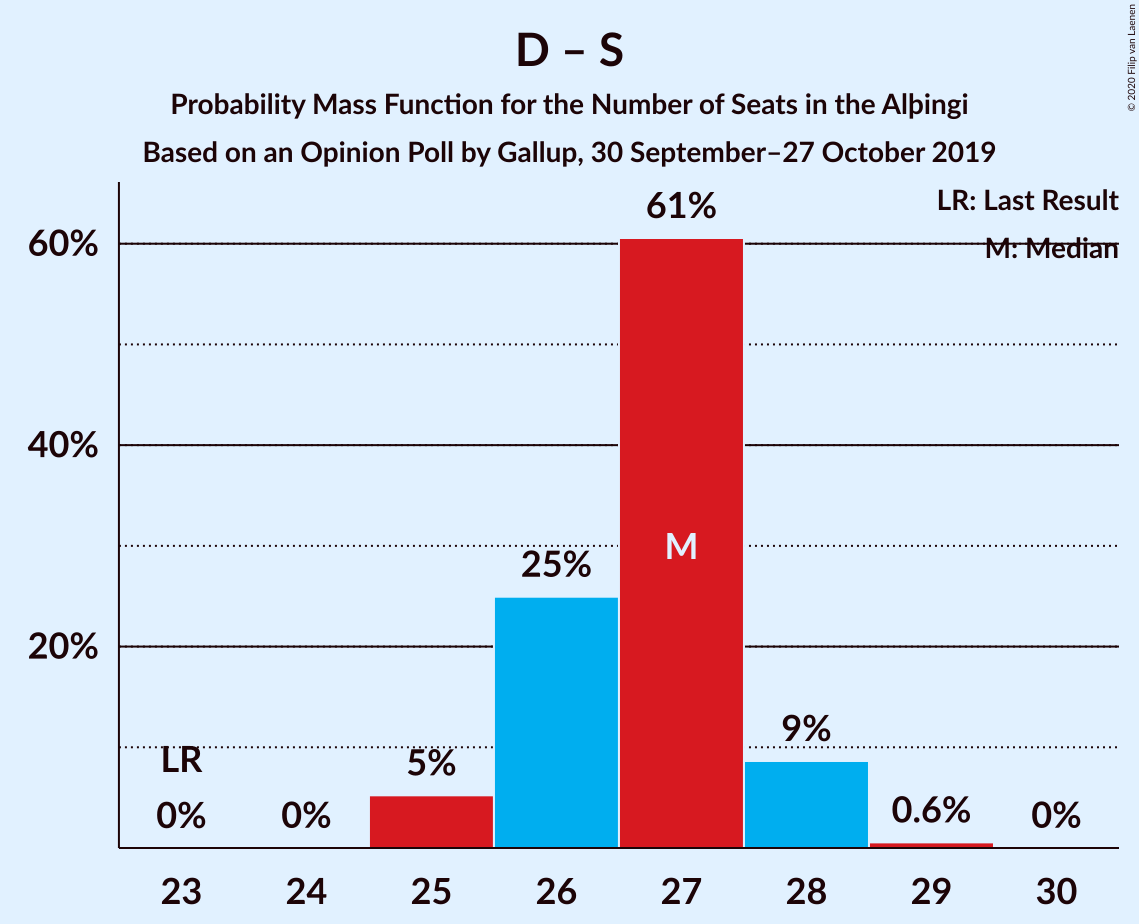 D – S
Probability Mass Function for the Number of Seats in the Alþingi
Based on an Opinion Poll by Gallup, 30 September–27 October 2019
© 2020 Filip van Laenen
LR: Last Result
M: Median
60%
40%
20%
61%
M
25%
9%
5%
LR
0%
0%
0.6%
0%
23
24
25
26
27
28
29
30